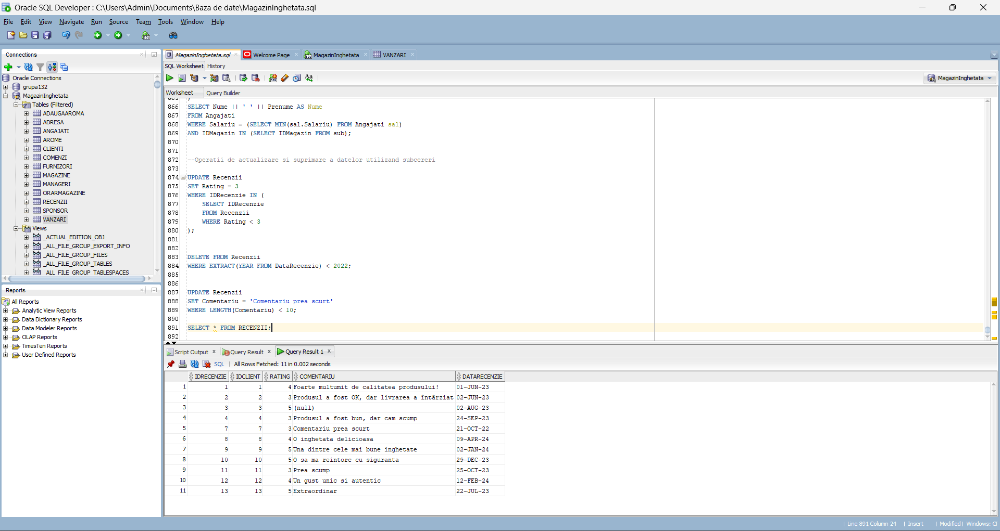 Oracle SQL Developer : C:\Users\Admin\Documents\Baza de date\MagazinInghetata.sql
File Edit View Navigate Run Source Team Tools Window Help
Connections
Oracle Connections
grupa132
MagazinInghetata
Tables (Filtered)
ADAUGAAROMA
ADRESA
ANGAJATI
AROME
CLIENTI
COMENZI
FURNIZORI
MAGAZINE
MANAGERI
ORARMAGAZINE
RECENZII
SPONSOR
VANZARI
Views
_ACTUAL_EDITION_OBJ
_ALL_FILE_GROUP_EXPORT_INFO
_ALL_FILE_GROUP_FILES
_ALL_FILE_GROUP_TABLES
_ALL_FILE_GROUP_TABLESPACES
Reports
All Reports
Analytic View Reports
Data Dictionary Reports
Data Modeler Reports
OLAP Reports
TimesTen Reports
User Defined Reports
MagazinInghetata.sql Welcome Page MagazinInghetata VANZARI
SQL Worksheet History
MagazinInghetata
Worksheet Query Builder
865 )
866 SELECT Nume || ' ' || Prenume AS Nume
867 FROM Angajati
868 WHERE Salariu = (SELECT MIN(sal.Salariu) FROM Angajati sal)
869 AND IDMagazin IN (SELECT IDMagazin FROM sub);
870
871
872 --Operatii de actualizare si suprimare a datelor utilizand subcereri
873
874 UPDATE Recenzii
875 SET Rating = 3
876 WHERE IDRecenzie IN (
877 SELECT IDRecenzie
878 FROM Recenzii
879 WHERE Rating < 3
880 );
881
882
883 DELETE FROM Recenzii
884 WHERE EXTRACT(YEAR FROM DataRecenzie) < 2022;
885
886
887 UPDATE Recenzii
888 SET Comentariu = 'Comentariu prea scurt'
889 WHERE LENGTH(Comentariu) < 10;
890
891 SELECT * FROM RECENZII;
892
Script Output Query Result Query Result 1
SQL All Rows Fetched: 11 in 0.002 seconds
IDRECENZIE IDCLIENT RATING COMENTARIU DATARECENZIE
1 1 1 4 Foarte multumit de calitatea produsului! 01-JUN-23
2 2 2 3 Produsul a fost OK, dar livrarea a întârziat 02-JUN-23
3 3 3 5 (null) 02-AUG-23
4 4 4 3 Produsul a fost bun, dar cam scump 24-SEP-23
5 7 7 3 Comentariu prea scurt 21-OCT-22
6 8 8 4 O inghetata delicioasa 09-APR-24
7 9 9 5 Una dintre cele mai bune inghetate 02-JAN-24
8 10 10 5 O sa ma reintorc cu siguranta 29-DEC-23
9 11 11 3 Prea scump 25-OCT-23
10 12 12 4 Un gust unic si autentic 12-FEB-24
11 13 13 5 Extraordinar 22-JUL-23
Line 891 Column 24 Insert Modified Windows: